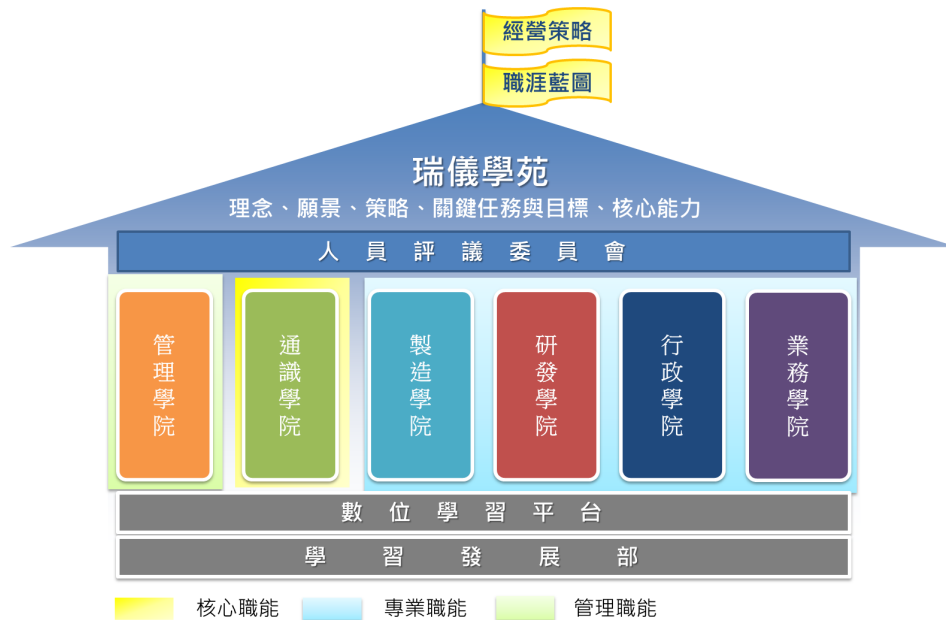 經營策略
職涯藍圖
瑞儀學苑
理念、願景、策略、關鍵任務與目標、核心能力
人員評議委員會
管理學院
通識學院
製造學院
研發學院
行政學院
業務學院
數位學習平台
學習發展部
核心職能
專業職能
管理職能